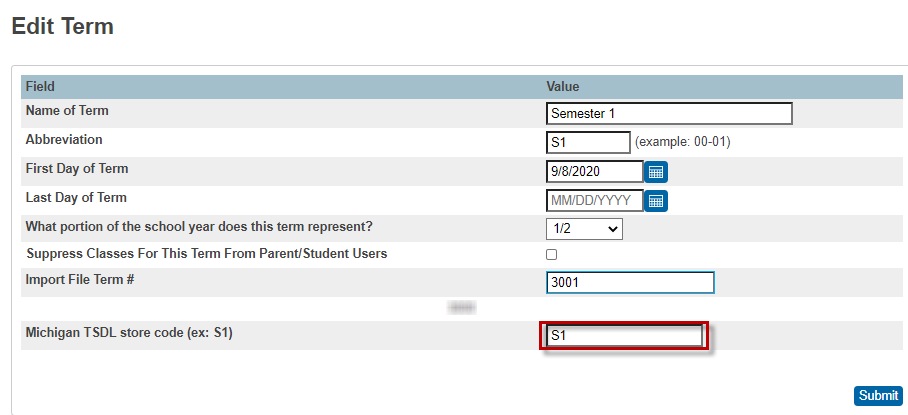 Edit Term
Field Value
Name of Term Semester 1
Abbreviation S1 (example: 00-01)
First Day of Term 9/8/2020
Last Day of Term MM/DD/YYYY
What portion of the school year does this term represent? 1/2
Suppress Classes For This Term From Parent/Student Users
Import File Term # 3001
Michigan TSDL store code (ex: S1) S1
Submit